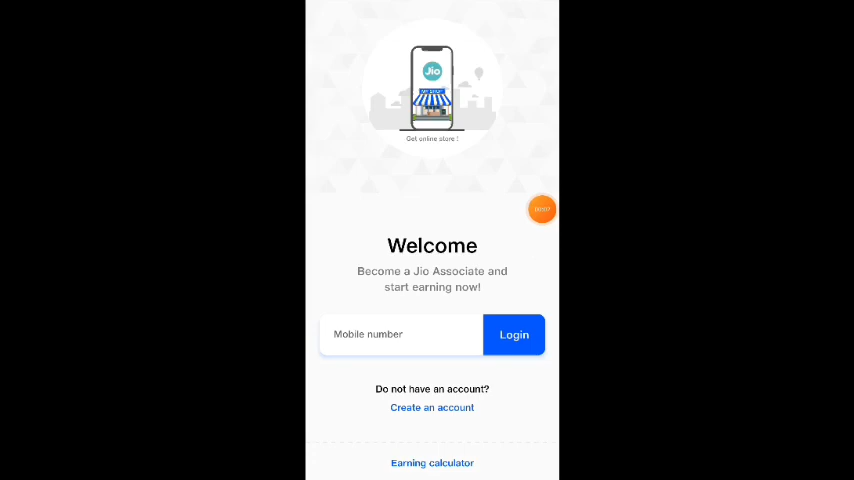 Jio
MY SHOP
Get online store !
Welcome
Become a Jio Associate and
start earning now!
Mobile number
Login
Do not have an account?
Create an account
Earning calculator